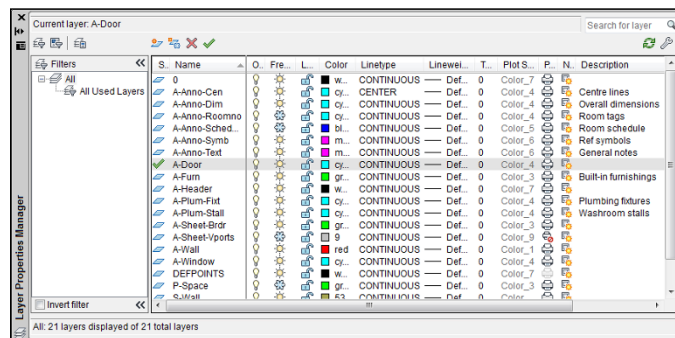 Current layer: A-Door
Search for layer
Filters
All
All Used Layers
Invert filter
S.. Name O.. Fre... L... Color Linetype Linewei... T... Plot S... P... N.. Description
0 w... CONTINUOUS Def... 0 Color_7
A-Anno-Cen cy... CENTER Def... 0 Color_4 Centre lines
A-Anno-Dim cy... CONTINUOUS Def... 0 Color_4 Overall dimensions
A-Anno-Roomno cy... CONTINUOUS Def... 0 Color_4 Room tags
A-Anno-Sched... bl... CONTINUOUS Def... 0 Color_5 Room schedule
A-Anno-Symb m... CONTINUOUS Def... 0 Color_6 Ref symbols
A-Anno-Text m... CONTINUOUS Def... 0 Color_6 General notes
A-Door cy... CONTINUOUS Def... 0 Color_4
A-Furn gr... CONTINUOUS Def... 0 Color_3 Built-in furnishings
A-Header w... CONTINUOUS Def... 0 Color_7
A-Plum-Fixt cy... CONTINUOUS Def... 0 Color_4 Plumbing fixtures
A-Plum-Stall cy... CONTINUOUS Def... 0 Color_4 Washroom stalls
A-Sheet-Brdr gr... CONTINUOUS Def... 0 Color_3
A-Sheet-Vports 9 CONTINUOUS Def... 0 Color_9
A-Wall red CONTINUOUS Def... 0 Color_1
A-Window cy... CONTINUOUS Def... 0 Color_4
DEFPOINTS w... CONTINUOUS Def... 0 Color_7
P-Space gr... CONTINUOUS Def... 0 Color_3
S-Wall 53 CONTINUOUS Def... 0 Color
All: 21 layers displayed of 21 total layers
Layer Properties Manager